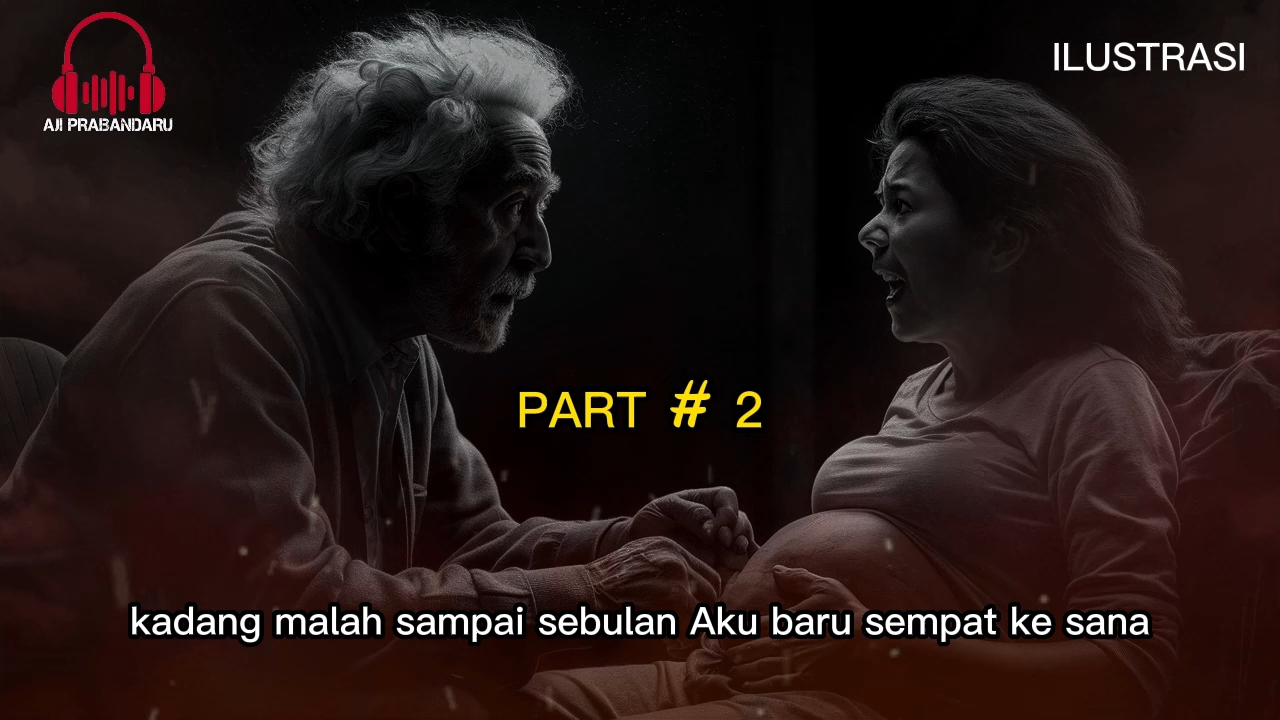 AJI PRABANDARU
ILUSTRASI
PART # 2
kadang malah sampai sebulan Aku baru sempat ke sana